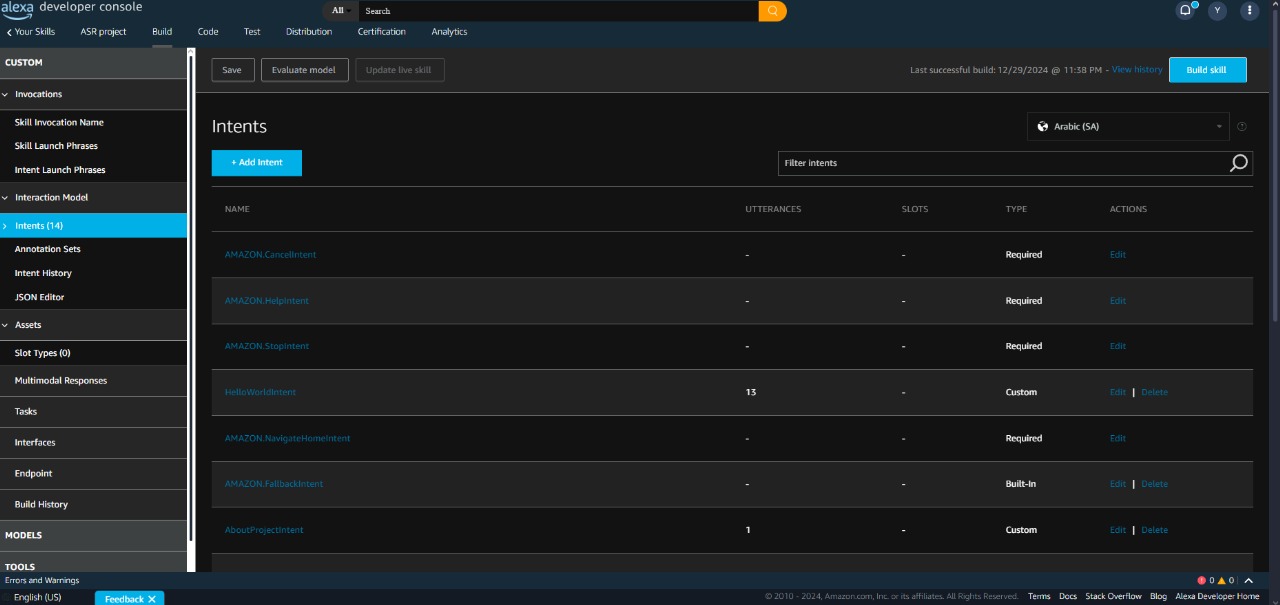 alexa developer console
All
Search
Y
Your Skills
ASR project
Build
Code
Test
Distribution
Certification
Analytics
CUSTOM
Invocations
Skill Invocation Name
Skill Launch Phrases
Intent Launch Phrases
Interaction Model
Intents (14)
Annotation Sets
Intent History
JSON Editor
Assets
Slot Types (0)
Multimodal Responses
Tasks
Interfaces
Endpoint
Build History
MODELS
TOOLS
Save
Evaluate model
Update live skill
Last successful build: 12/29/2024 @ 11:38 PM - View history
Build skill
Intents
Arabic (SA)
+ Add Intent
Filter intents
NAME UTTERANCES SLOTS TYPE ACTIONS
AMAZON.CancelIntent - - Required Edit
AMAZON.HelpIntent - - Required Edit
AMAZON.StopIntent - - Required Edit
HelloWorldIntent 13 - Custom Edit | Delete
AMAZON.NavigateHomeIntent - - Required Edit
AMAZON.FallbackIntent - - Built-In Edit | Delete
AboutProjectIntent 1 - Custom Edit | Delete
Errors and Warnings
0 0
English (US)
Feedback
© 2010 - 2024, Amazon.com, Inc. or its affiliates. All Rights Reserved. Terms Docs Stack Overflow Blog Alexa Developer Home